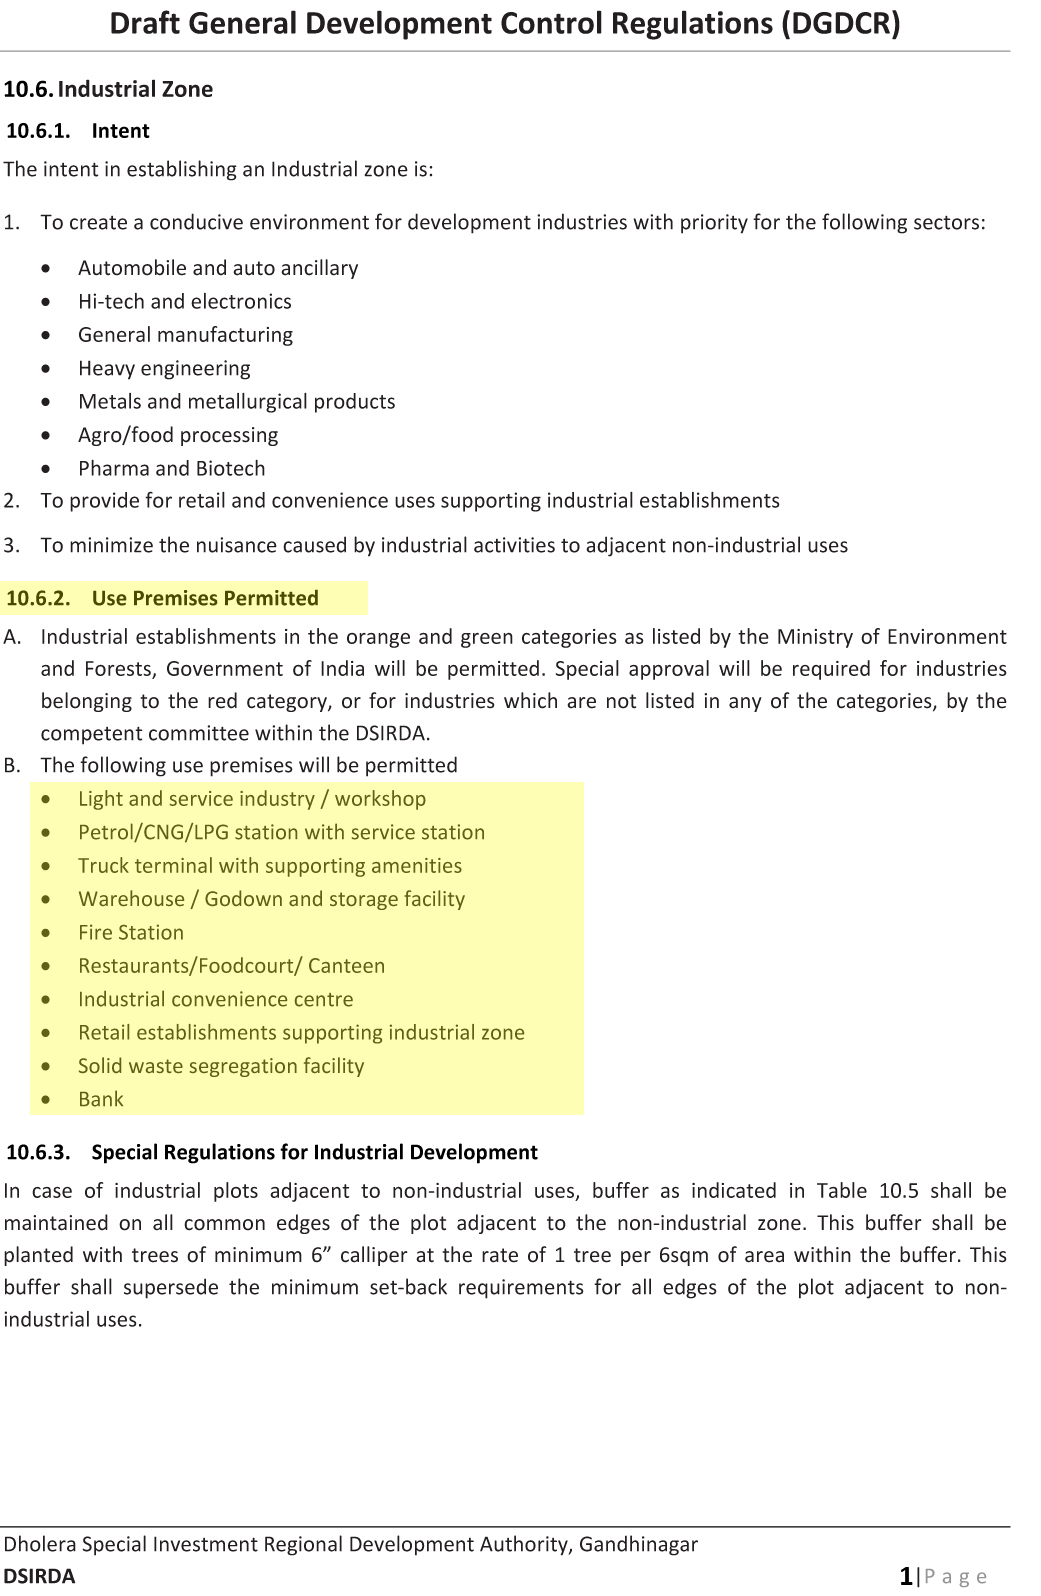 Draft General Development Control Regulations (DGDCR)
10.6. Industrial Zone
10.6.1. Intent
The intent in establishing an Industrial zone is:
1. To create a conducive environment for development industries with priority for the following sectors:
• Automobile and auto ancillary
• Hi-tech and electronics
• General manufacturing
• Heavy engineering
• Metals and metallurgical products
• Agro/food processing
• Pharma and Biotech
2. To provide for retail and convenience uses supporting industrial establishments
3. To minimize the nuisance caused by industrial activities to adjacent non-industrial uses
10.6.2. Use Premises Permitted
A. Industrial establishments in the orange and green categories as listed by the Ministry of Environment
and Forests, Government of India will be permitted. Special approval will be required for industries
belonging to the red category, or for industries which are not listed in any of the categories, by the
competent committee within the DSIRDA.
B. The following use premises will be permitted
• Light and service industry / workshop
• Petrol/CNG/LPG station with service station
• Truck terminal with supporting amenities
• Warehouse / Godown and storage facility
• Fire Station
• Restaurants/Foodcourt/ Canteen
• Industrial convenience centre
• Retail establishments supporting industrial zone
• Solid waste segregation facility
• Bank
10.6.3. Special Regulations for Industrial Development
In case of industrial plots adjacent to non-industrial uses, buffer as indicated in Table 10.5 shall be
maintained on all common edges of the plot adjacent to the non-industrial zone. This buffer shall be
planted with trees of minimum 6” calliper at the rate of 1 tree per 6sqm of area within the buffer. This
buffer shall supersede the minimum set-back requirements for all edges of the plot adjacent to non-
industrial uses.
Dholera Special Investment Regional Development Authority, Gandhinagar
DSIRDA 1|Page